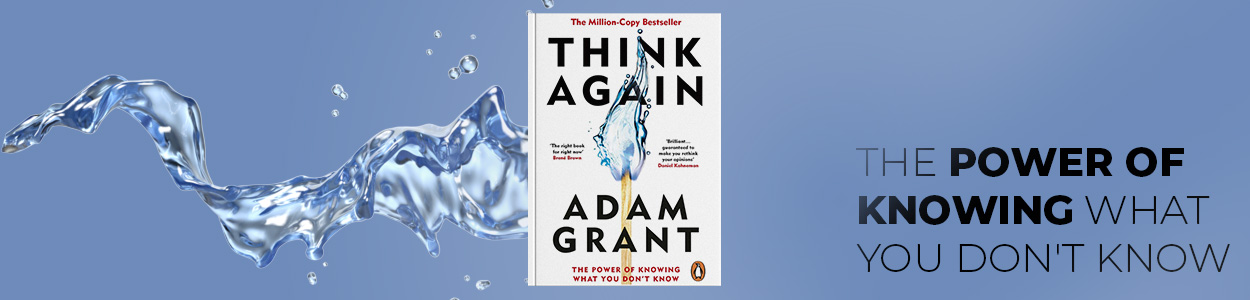 The Million-Copy Bestseller
THINK
AGAIN
'The right book
for right now'
Brené Brown
'Brilliant...
guaranteed to
make you rethink
your opinions'
Daniel Kahneman
ADAM
GRANT
THE POWER OF KNOWING
WHAT YOU DON'T KNOW
THE POWER OF
KNOWING WHAT
YOU DON'T KNOW